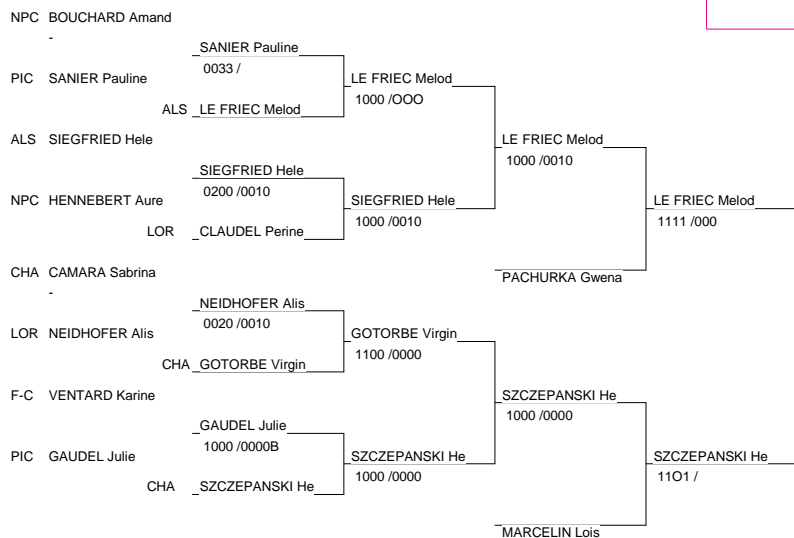 NPC BOUCHARD Amand
-
SANIER Pauline
0033 /
PIC SANIER Pauline
LE FRIEC Melod
1000 /OOO
ALS LE FRIEC Melod
ALS SIEGFRIED Hele
LE FRIEC Melod
1000 /0010
SIEGFRIED Hele
0200 /0010
NPC HENNEBERT Aure
SIEGFRIED Hele
1000 /0010
LE FRIEC Melod
1111 /000
LOR CLAUDEL Perine
CHA CAMARA Sabrina
-
PACHURKA Gwena
NEIDHOFER Alis
0020 /0010
LOR NEIDHOFER Alis
GOTORBE Virgin
1100 /0000
CHA GOTORBE Virgin
F-C VENTARD Karine
SZCZEPANSKI He
1000 /0000
GAUDEL Julie
1000 /0000B
PIC GAUDEL Julie
SZCZEPANSKI He
1000 /0000
SZCZEPANSKI He
11O1 /
CHA SZCZEPANSKI He
MARCELIN Lois